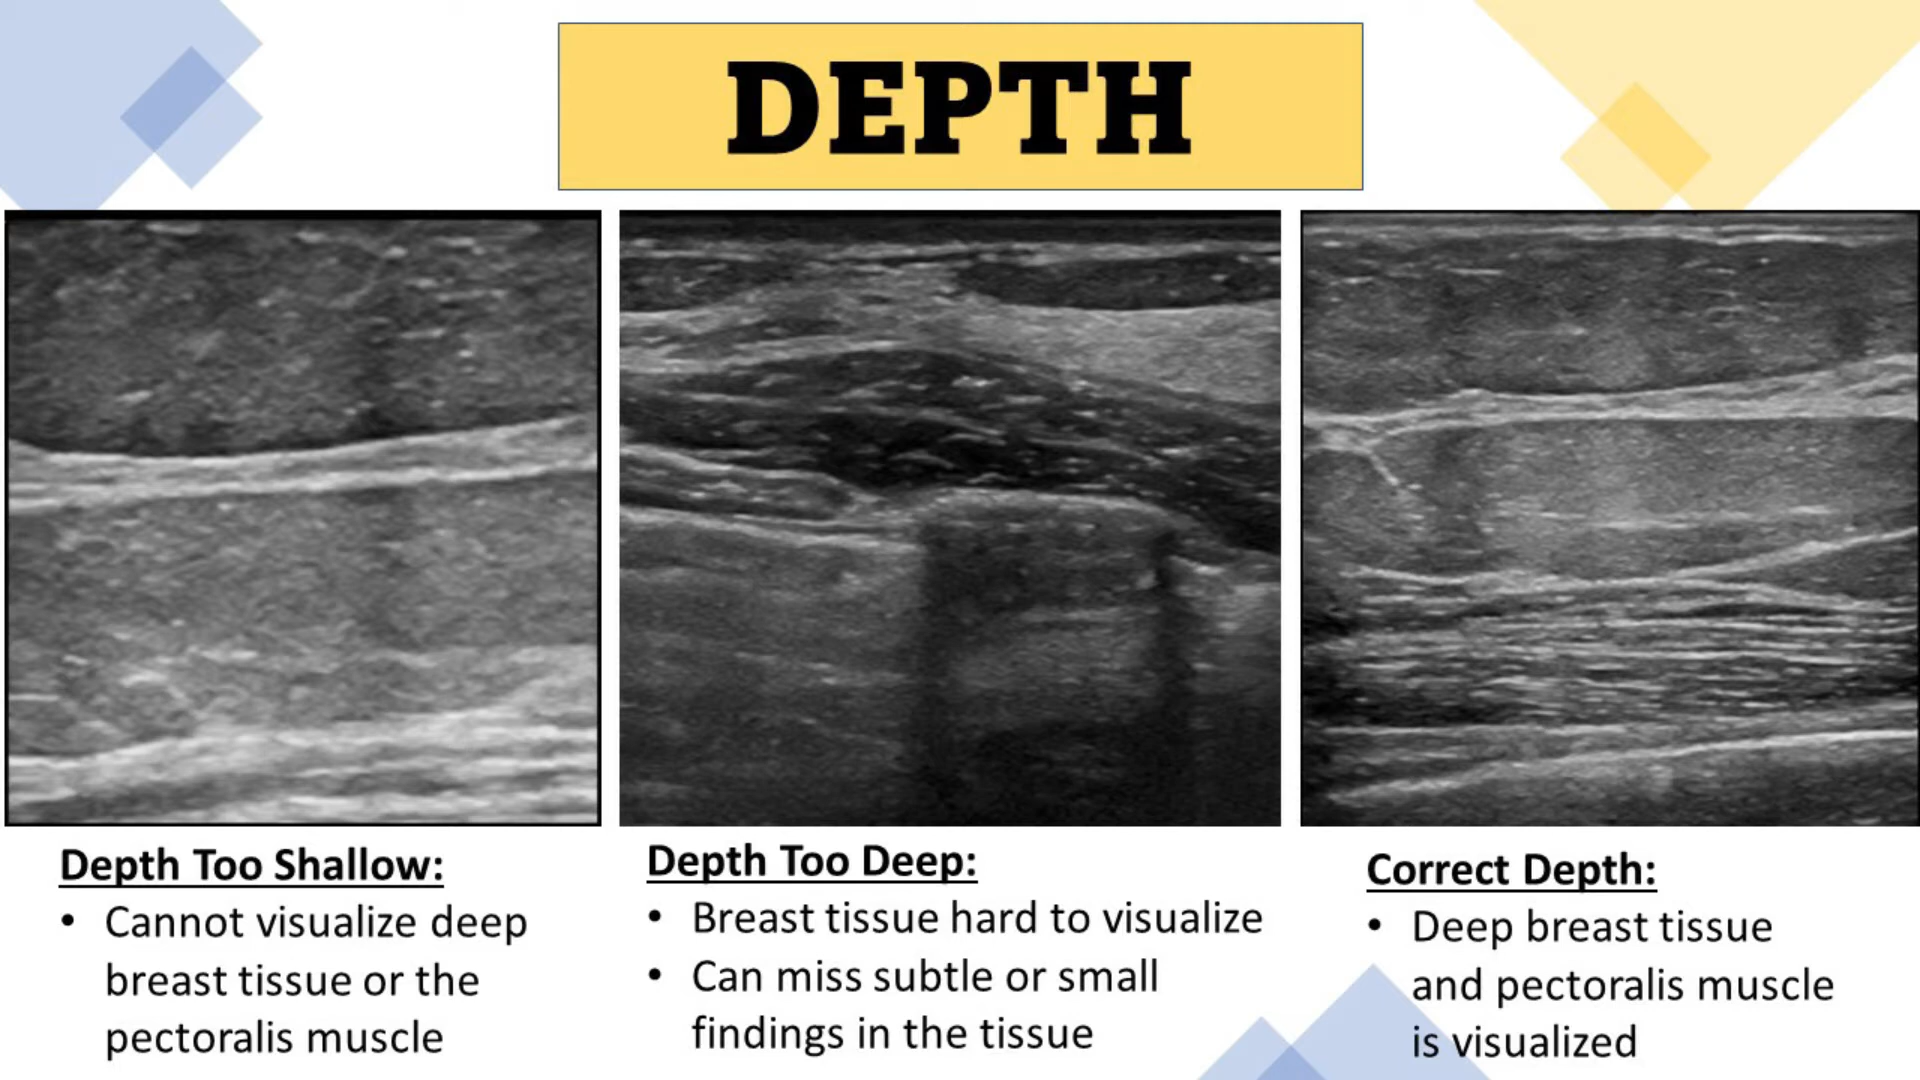 DEPTH
Depth Too Shallow:
• Cannot visualize deep
breast tissue or the
pectoralis muscle
Depth Too Deep:
• Breast tissue hard to visualize
• Can miss subtle or small
findings in the tissue
Correct Depth:
• Deep breast tissue
and pectoralis muscle
is visualized